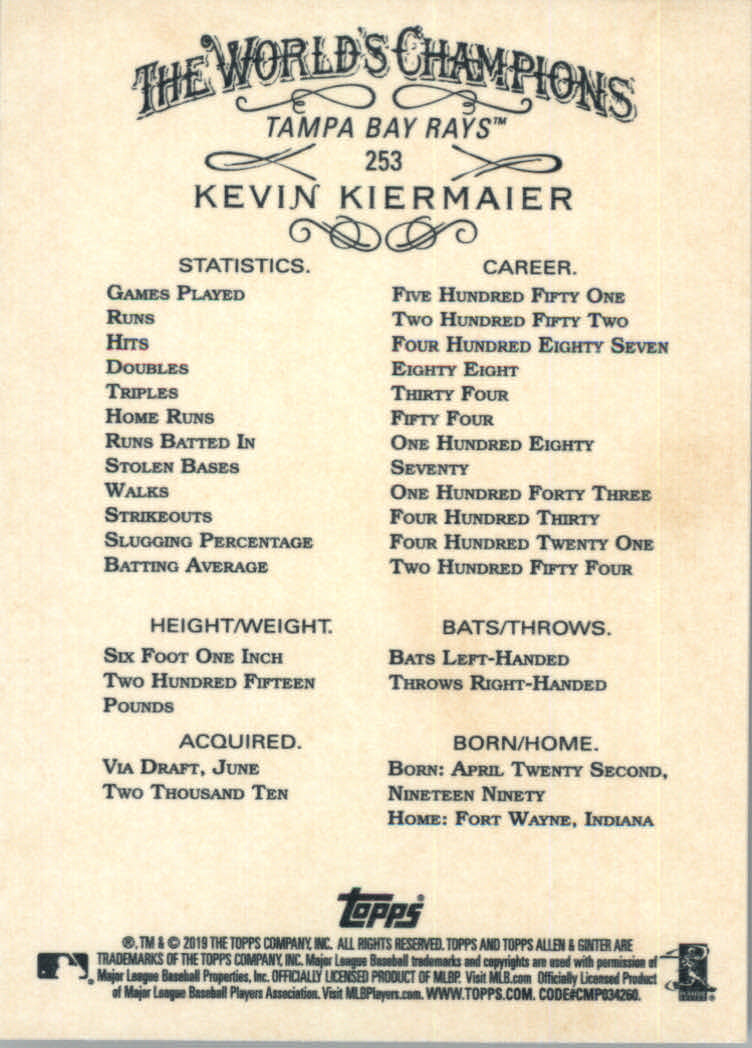 THE WORLD'S CHAMPIONS
TAMPA BAY RAYS™
253
KEVIN KIERMAIER
STATISTICS. CAREER.
GAMES PLAYED FIVE HUNDRED FIFTY ONE
RUNS TWO HUNDRED FIFTY TWO
HITS FOUR HUNDRED EIGHTY SEVEN
DOUBLES EIGHTY EIGHT
TRIPLES THIRTY FOUR
HOME RUNS FIFTY FOUR
RUNS BATTED IN ONE HUNDRED EIGHTY
STOLEN BASES SEVENTY
WALKS ONE HUNDRED FORTY THREE
STRIKEOUTS FOUR HUNDRED THIRTY
SLUGGING PERCENTAGE FOUR HUNDRED TWENTY ONE
BATTING AVERAGE TWO HUNDRED FIFTY FOUR
HEIGHT/WEIGHT.
SIX FOOT ONE INCH
TWO HUNDRED FIFTEEN
POUNDS
BATS/THROWS.
BATS LEFT-HANDED
THROWS RIGHT-HANDED
ACQUIRED.
VIA DRAFT, JUNE
TWO THOUSAND TEN
BORN/HOME.
BORN: APRIL TWENTY SECOND,
NINETEEN NINETY
HOME: FORT WAYNE, INDIANA
topps®
®, TM & © 2019 THE TOPPS COMPANY, INC. ALL RIGHTS RESERVED. TOPPS AND TOPPS ALLEN & GINTER ARE
TRADEMARKS OF THE TOPPS COMPANY, INC. Major League Baseball trademarks and copyrights are used with permission of
Major League Baseball Properties, Inc. OFFICIALLY LICENSED PRODUCT OF MLBP. Visit MLB.com Officially Licensed Product
of Major League Baseball Players Association. Visit MLBPlayers.com. WWW.TOPPS.COM. CODE#CMP034260.